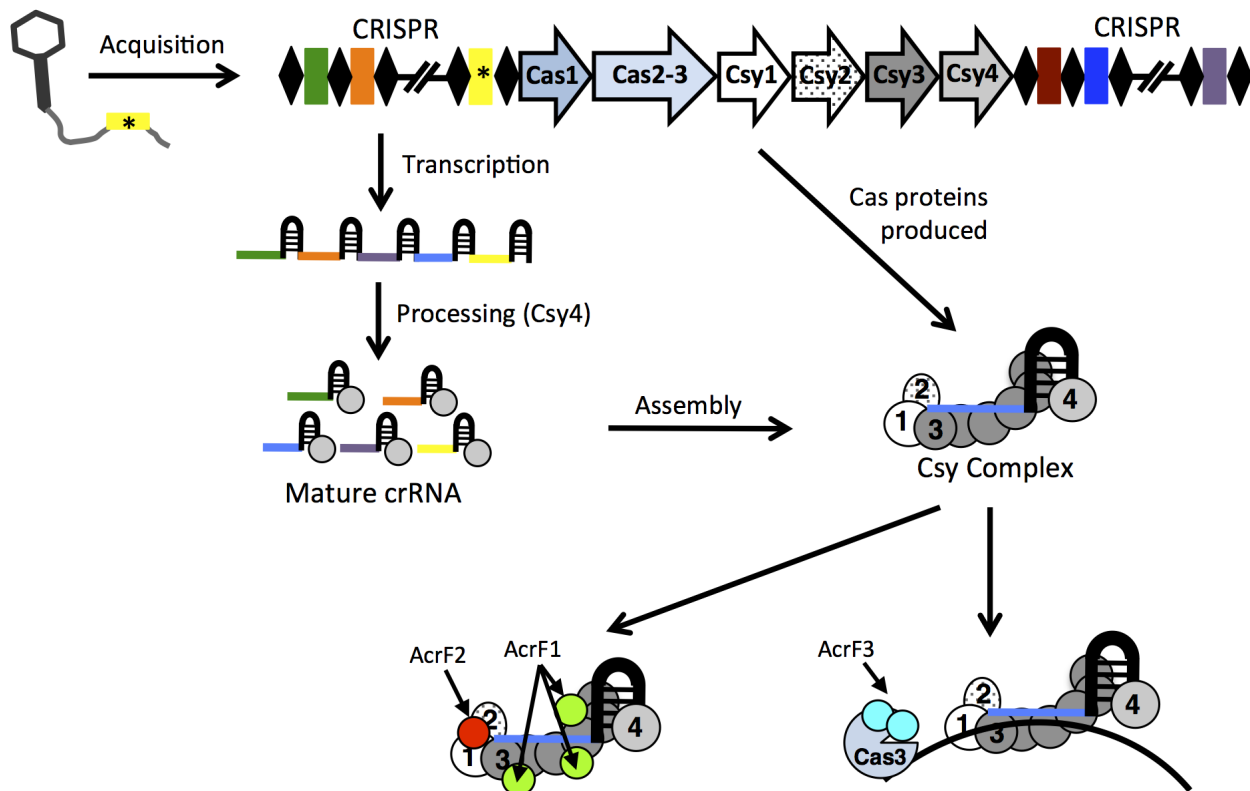 Acquisition
CRISPR
CRISPR
*
Cas1 Cas2-3 Csy1 Csy2 Csy3 Csy4
*
Transcription
Cas proteins
produced
Processing (Csy4)
2
1 3 4
Assembly
Csy Complex
Mature crRNA
AcrF2
AcrF1
2
1 3 4
AcrF3
2
1 3 4
Cas3